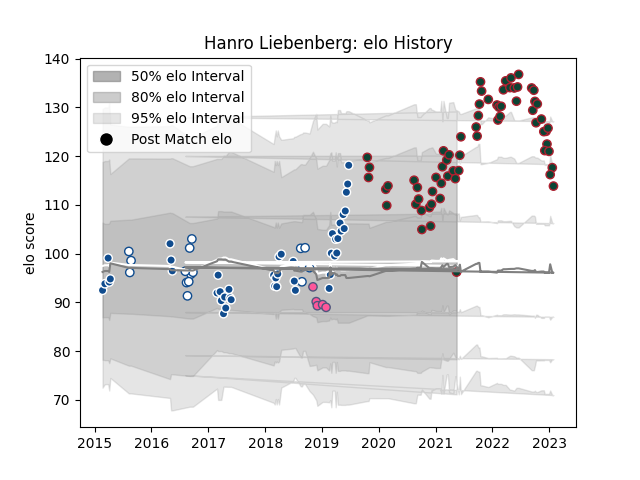 Hanro Liebenberg: elo History
50% elo Interval
80% elo Interval
95% elo Interval
Post Match elo
elo score
140
130
120
110
100
90
80
70
2015 2016 2017 2018 2019 2020 2021 2022 2023